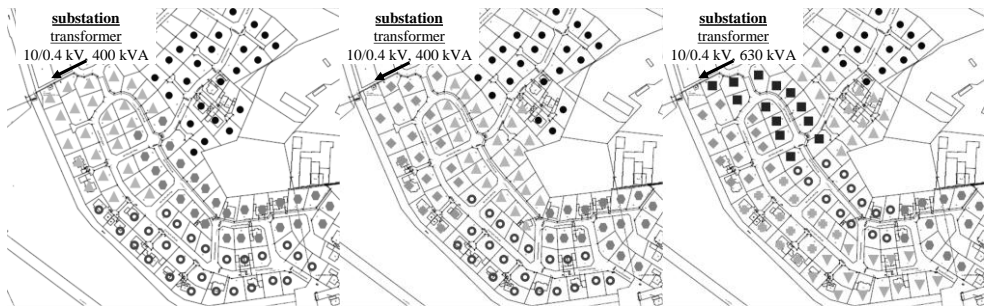 substation
transformer
10/0.4 kV, 400 kVA
substation
transformer
10/0.4 kV, 400 kVA
substation
transformer
10/0.4 kV, 630 kVA